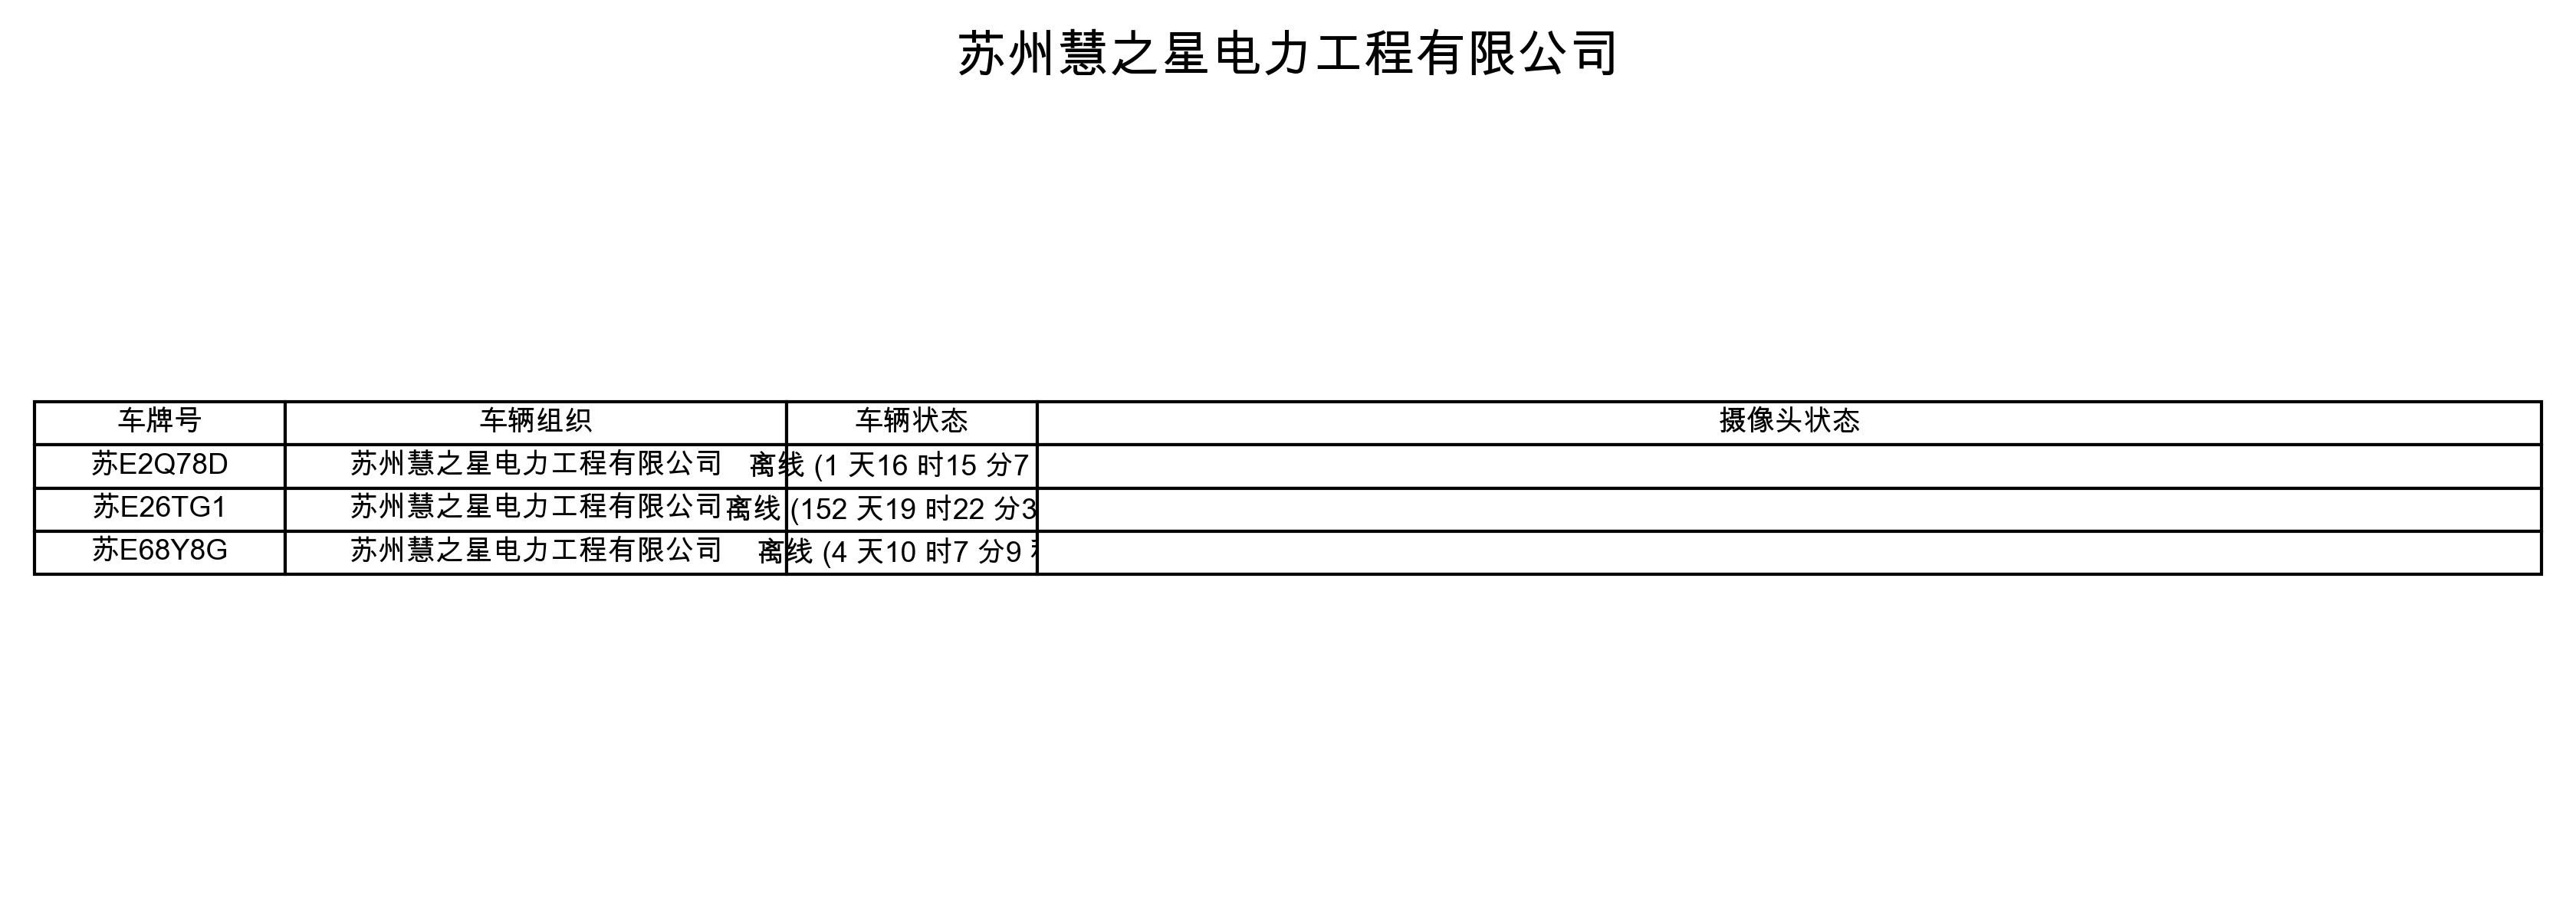 苏州慧之星电力工程有限公司
车牌号 车辆组织 车辆状态 摄像头状态
苏E2Q78D 苏州慧之星电力工程有限公司 离线 (1 天16 时15 分7
苏E26TG1 苏州慧之星电力工程有限公司 离线 (152 天19 时22 分3
苏E68Y8G 苏州慧之星电力工程有限公司 离线 (4 天10 时7 分9